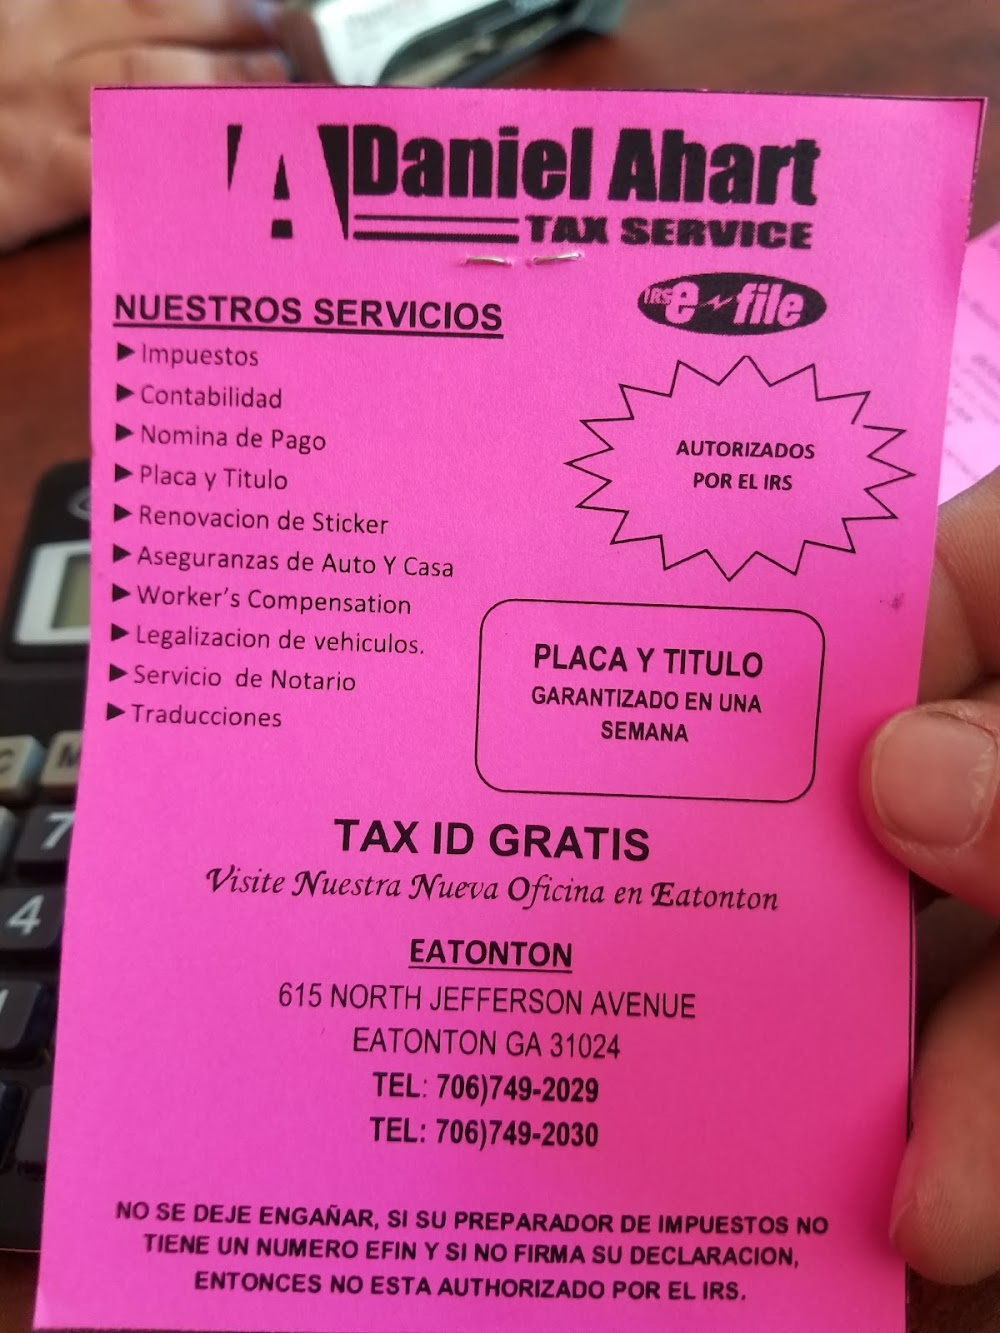 A Daniel Ahart
TAX SERVICE
IRS e-file
NUESTROS SERVICIOS
► Impuestos
► Contabilidad
► Nomina de Pago
► Placa y Titulo
► Renovacion de Sticker
► Aseguranzas de Auto Y Casa
► Worker's Compensation
► Legalizacion de vehiculos.
► Servicio de Notario
► Traducciones
AUTORIZADOS
POR EL IRS
PLACA Y TITULO
GARANTIZADO EN UNA
SEMANA
TAX ID GRATIS
Visite Nuestra Nueva Oficina en Eatonton
EATONTON
615 NORTH JEFFERSON AVENUE
EATONTON GA 31024
TEL: 706)749-2029
TEL: 706)749-2030
NO SE DEJE ENGAÑAR, SI SU PREPARADOR DE IMPUESTOS NO
TIENE UN NUMERO EFIN Y SI NO FIRMA SU DECLARACION,
ENTONCES NO ESTA AUTHORIZADO POR EL IRS.
C
M
7
4